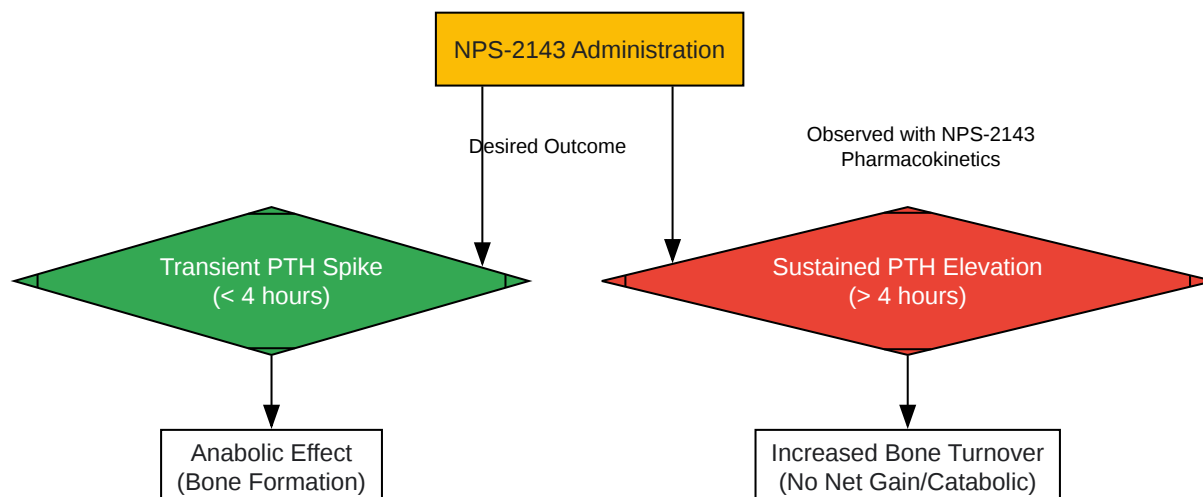 NPS-2143 Administration
Desired Outcome
Observed with NPS-2143
Pharmacokinetics
Transient PTH Spike
(< 4 hours)
Sustained PTH Elevation
(> 4 hours)
Anabolic Effect
(Bone Formation)
Increased Bone Turnover
(No Net Gain/Catabolic)